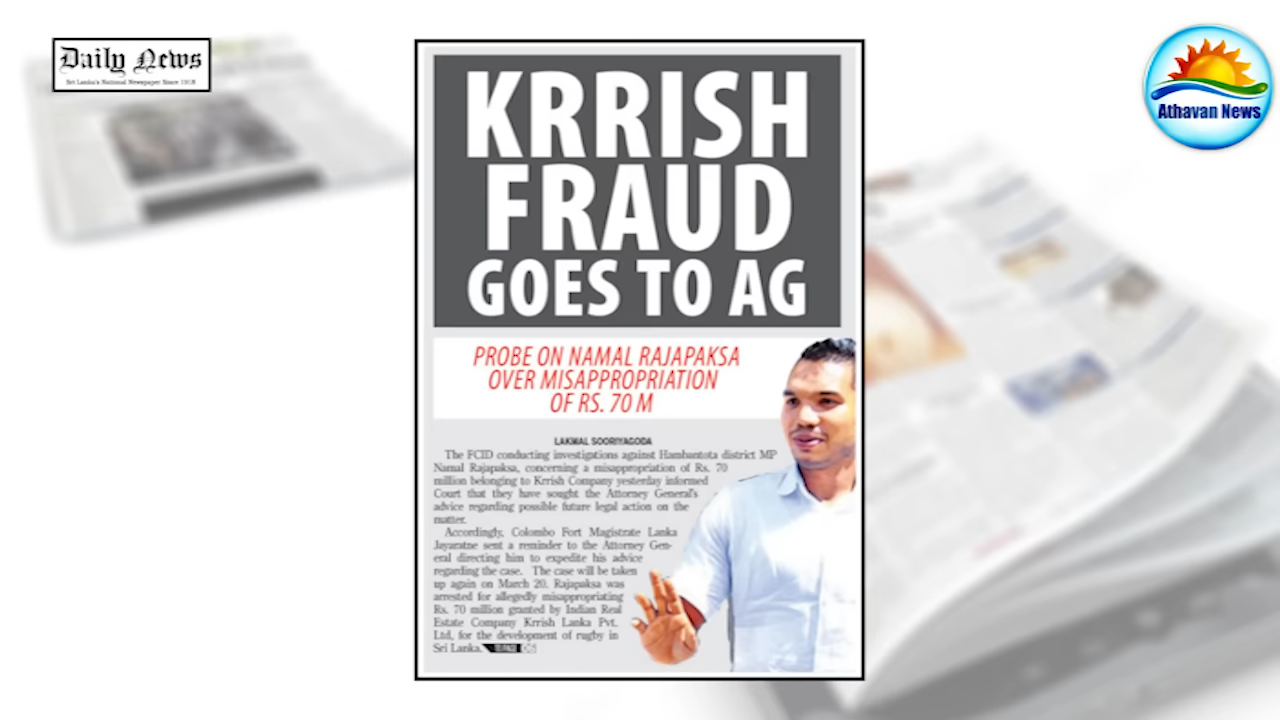 Daily News
Sri Lanka's National Newspaper Since 1918
Athavan News
KRRISH
FRAUD
GOES TO AG
PROBE ON NAMAL RAJAPAKSA
OVER MISAPPROPRIATION
OF RS. 70 M
LAKMAL SOORIYAGODA
The FCID conducting investigations against Hambantota district MP
Namal Rajapaksa, concerning a misappropriation of Rs. 70
million belonging to Krrish Company yesterday informed
Court that they have sought the Attorney General's
advice regarding possible future legal action on the
matter.
Accordingly, Colombo Fort Magistrate Lanka
Jayaratne sent a reminder to the Attorney Gen-
eral directing him to expedite his advice
regarding the case. The case will be taken
up again on March 20. Rajapaksa was
arrested for allegedly misappropriating
Rs. 70 million granted by Indian Real
Estate Company Krrish Lanka Pvt.
Ltd, for the development of rugby in
Sri Lanka.